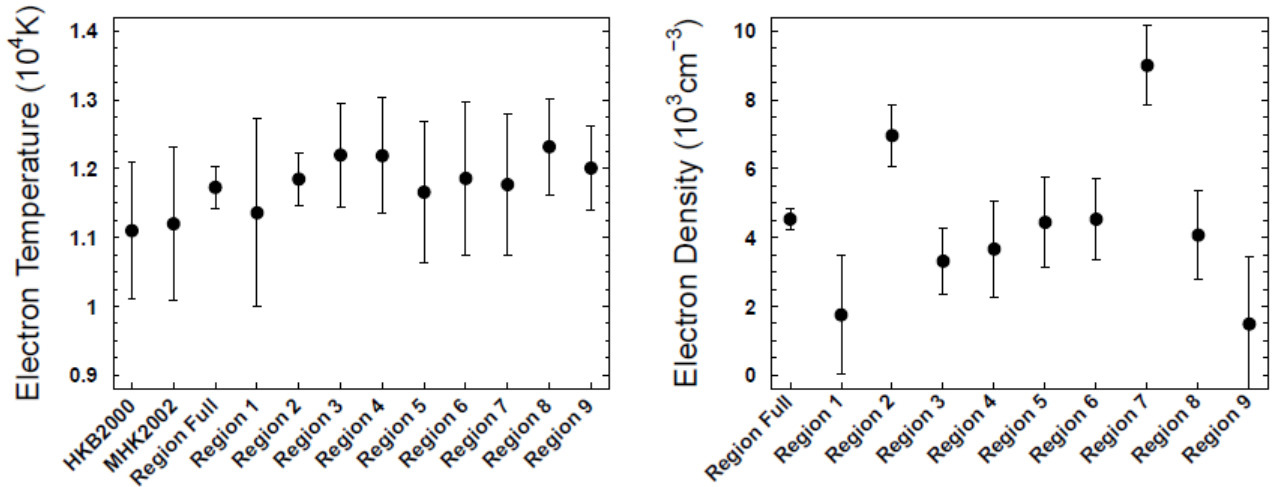 Electron Temperature (10⁴K)
1.4
1.3
1.2
1.1
1
0.9
HKB2000
MHK2002
Region Full
Region 1
Region 2
Region 3
Region 4
Region 5
Region 6
Region 7
Region 8
Region 9
Electron Density (10³cm⁻³)
10
8
6
4
2
0
Region Full
Region 1
Region 2
Region 3
Region 4
Region 5
Region 6
Region 7
Region 8
Region 9